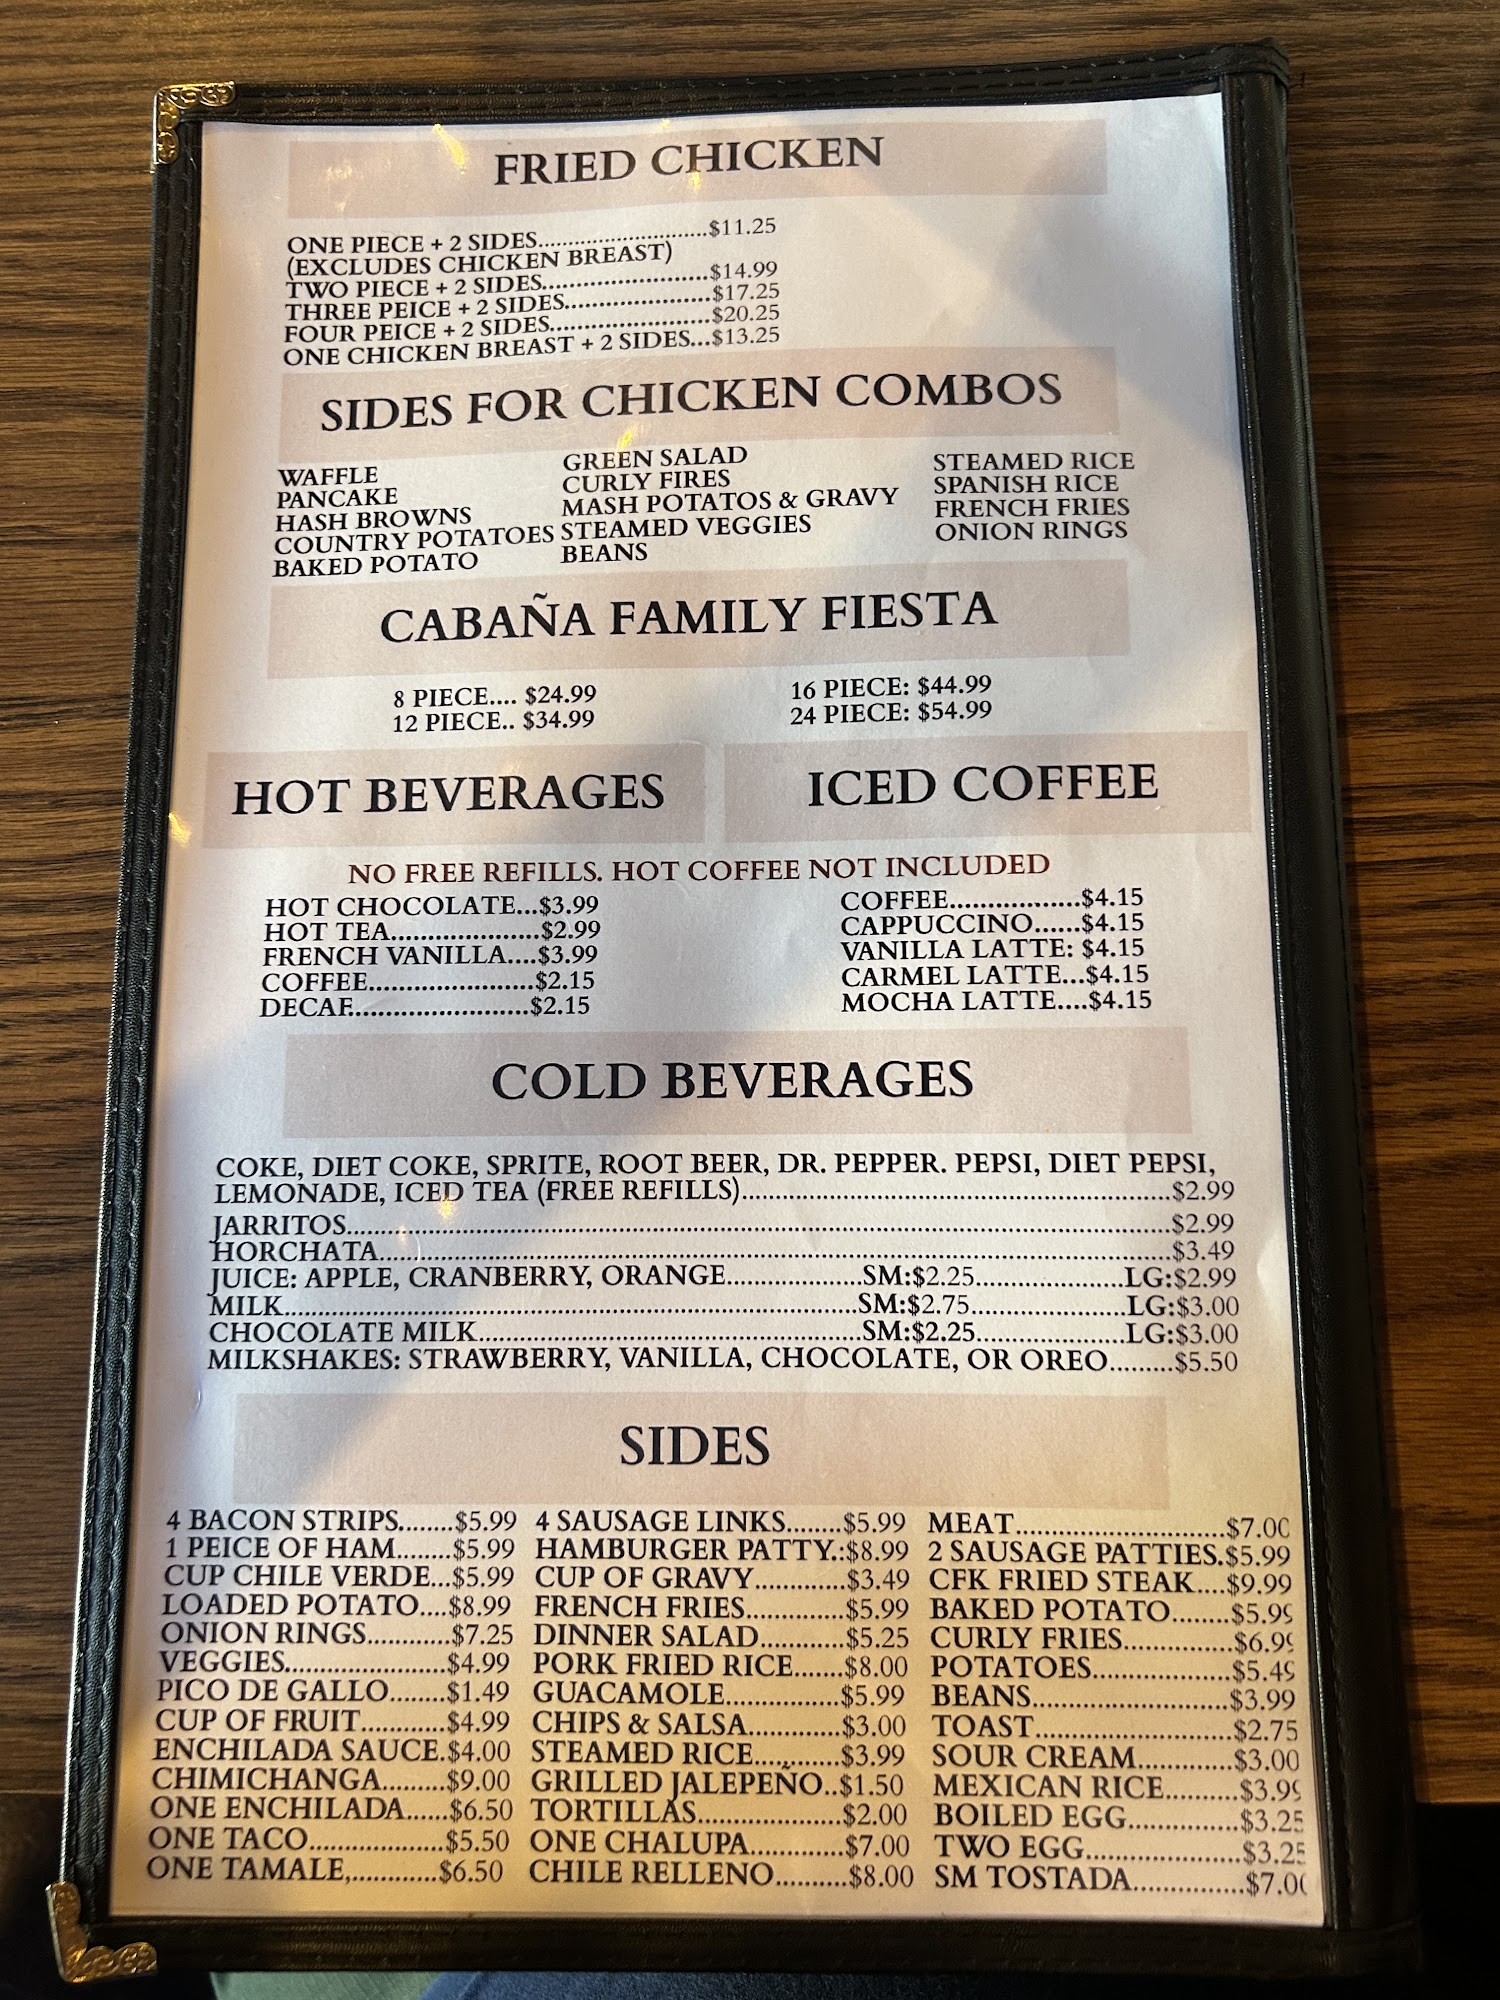 FRIED CHICKEN
ONE PIECE + 2 SIDES..............................$11.25
(EXCLUDES CHICKEN BREAST)
TWO PIECE + 2 SIDES..............................$14.99
THREE PEICE + 2 SIDES.........................$17.25
FOUR PEICE + 2 SIDES............................$20.25
ONE CHICKEN BREAST + 2 SIDES...$13.25
SIDES FOR CHICKEN COMBOS
WAFFLE
PANCAKE
HASH BROWNS
COUNTRY POTATOES
BAKED POTATO
GREEN SALAD
CURLY FIRES
MASH POTATOS & GRAVY
STEAMED VEGGIES
BEANS
STEAMED RICE
SPANISH RICE
FRENCH FRIES
ONION RINGS
CABAÑA FAMILY FIESTA
8 PIECE.... $24.99
12 PIECE.. $34.99
16 PIECE: $44.99
24 PIECE: $54.99
HOT BEVERAGES
ICED COFFEE
NO FREE REFILLS. HOT COFFEE NOT INCLUDED
HOT CHOCOLATE...$3.99
HOT TEA.....................$2.99
FRENCH VANILLA....$3.99
COFFEE.......................$2.15
DECAF........................$2.15
COFFEE..................$4.15
CAPPUCCINO......$4.15
VANILLA LATTE: $4.15
CARMEL LATTE...$4.15
MOCHA LATTE....$4.15
COLD BEVERAGES
COKE, DIET COKE, SPRITE, ROOT BEER, DR. PEPPER. PEPSI, DIET PEPSI,
LEMONADE, ICED TEA (FREE REFILLS)............................................................$2.99
JARRITOS....................................................................................................................$2.99
HORCHATA................................................................................................................$3.49
JUICE: APPLE, CRANBERRY, ORANGE...................SM:$2.25.....................LG:$2.99
MILK................................................................................SM:$2.75......................LG:$3.00
CHOCOLATE MILK......................................................SM:$2.25.....................LG:$3.00
MILKSHAKES: STRAWBERRY, VANILLA, CHOCOLATE, OR OREO.........$5.50
SIDES
4 BACON STRIPS........$5.99
1 PEICE OF HAM........$5.99
CUP CHILE VERDE...$5.99
LOADED POTATO....$8.99
ONION RINGS............$7.25
VEGGIES......................$4.99
PICO DE GALLO........$1.49
CUP OF FRUIT............$4.99
ENCHILADA SAUCE.$4.00
CHIMICHANGA.........$9.00
ONE ENCHILADA......$6.50
ONE TACO...................$5.50
ONE TAMALE,............$6.50
4 SAUSAGE LINKS........$5.99
HAMBURGER PATTY.:$8.99
CUP OF GRAVY.............$3.49
FRENCH FRIES..............$5.99
DINNER SALAD............$5.25
PORK FRIED RICE.......$8.00
GUACAMOLE................$5.99
CHIPS & SALSA.............$3.00
STEAMED RICE............$3.99
GRILLED JALEPEÑO..$1.50
TORTILLAS....................$2.00
ONE CHALUPA.............$7.00
CHILE RELLENO..........$8.00
MEAT.............................$7.00
2 SAUSAGE PATTIES.$5.99
CFK FRIED STEAK....$9.99
BAKED POTATO........$5.99
CURLY FRIES...............$6.99
POTATOES...................$5.49
BEANS...........................$3.99
TOAST...........................$2.75
SOUR CREAM.............$3.00
MEXICAN RICE..........$3.99
BOILED EGG...............$3.25
TWO EGG.....................$3.25
SM TOSTADA...............$7.00